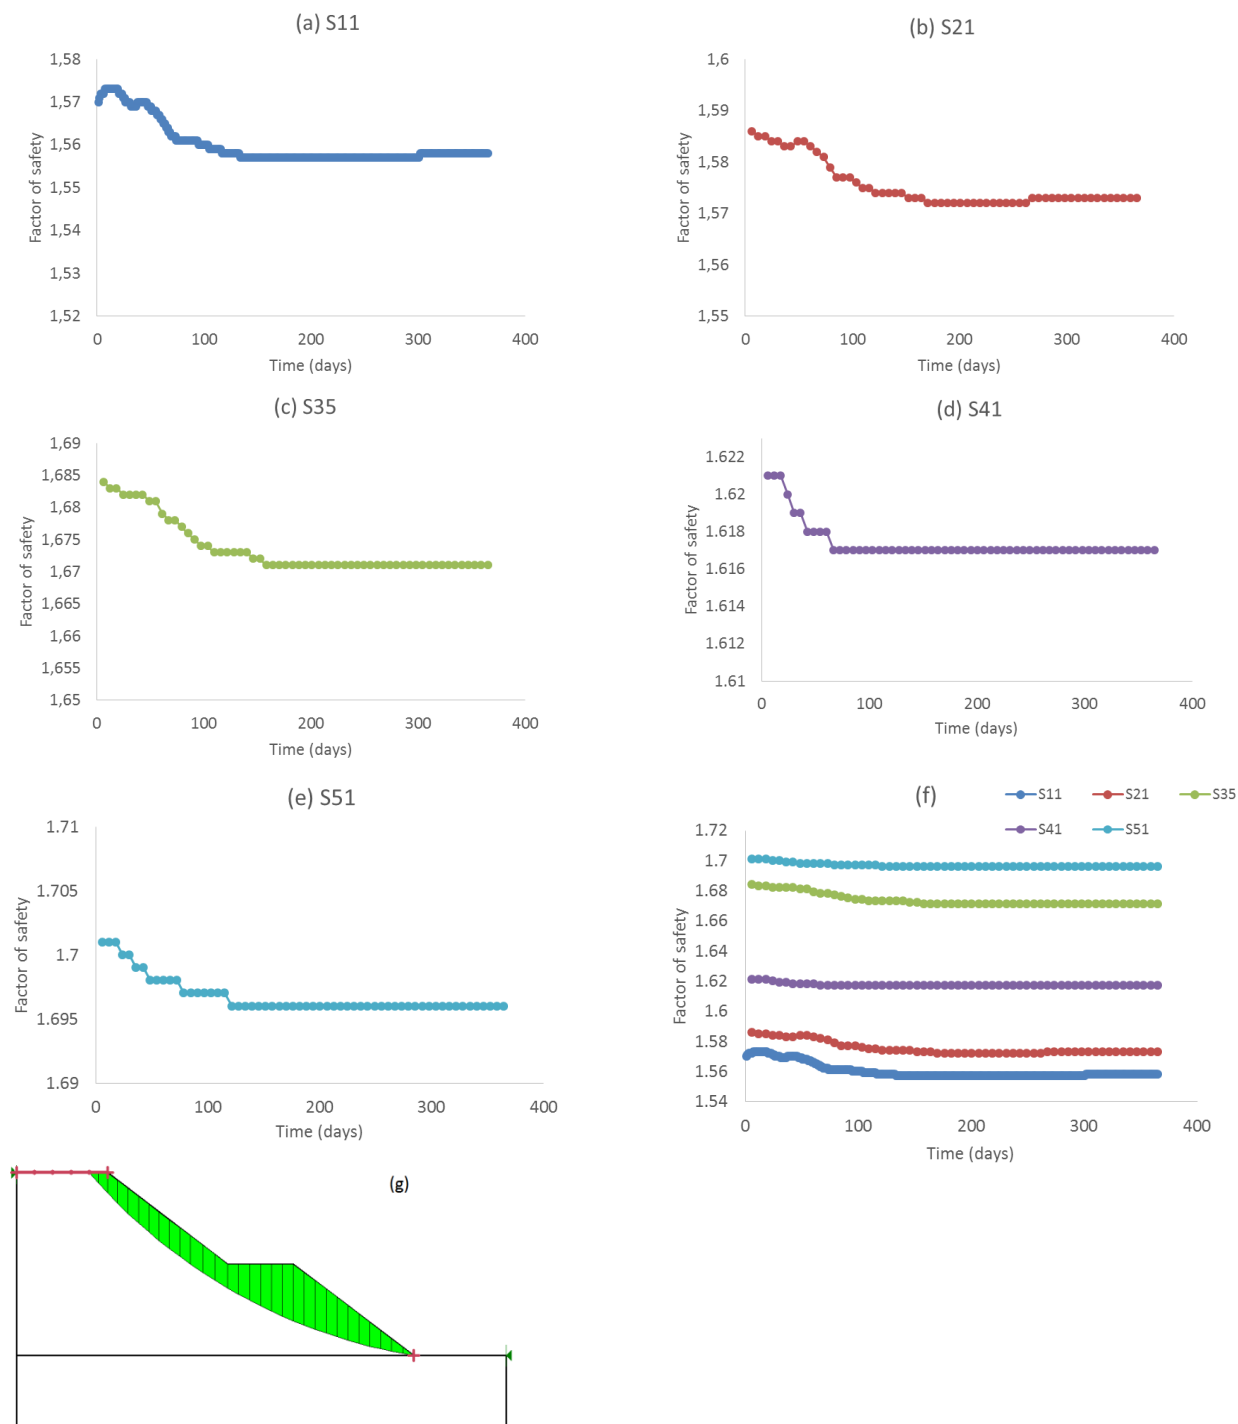 (a) S11
1,58
1,57
1,56
1,55
1,54
1,53
1,52
Factor of safety
0 100 200 300 400
Time (days)
(b) S21
1,6
1,59
1,58
1,57
1,56
1,55
Factor of safety
0 100 200 300 400
Time (days)
(c) S35
1,69
1,685
1,68
1,675
1,67
1,665
1,66
1,655
1,65
Factor of safety
0 100 200 300 400
Time (days)
(d) S41
1.622
1.62
1.618
1.616
1.614
1.612
1.61
Factor of safety
0 100 200 300 400
Time (days)
(e) S51
1.71
1.705
1.7
1.695
1.69
Factor of safety
0 100 200 300 400
Time (days)
(f)
S11 S21 S35
S41 S51
1.72
1.7
1.68
1.66
1.64
1.62
1.6
1.58
1.56
1.54
Factor of safety
0 100 200 300 400
Time (days)
(g)